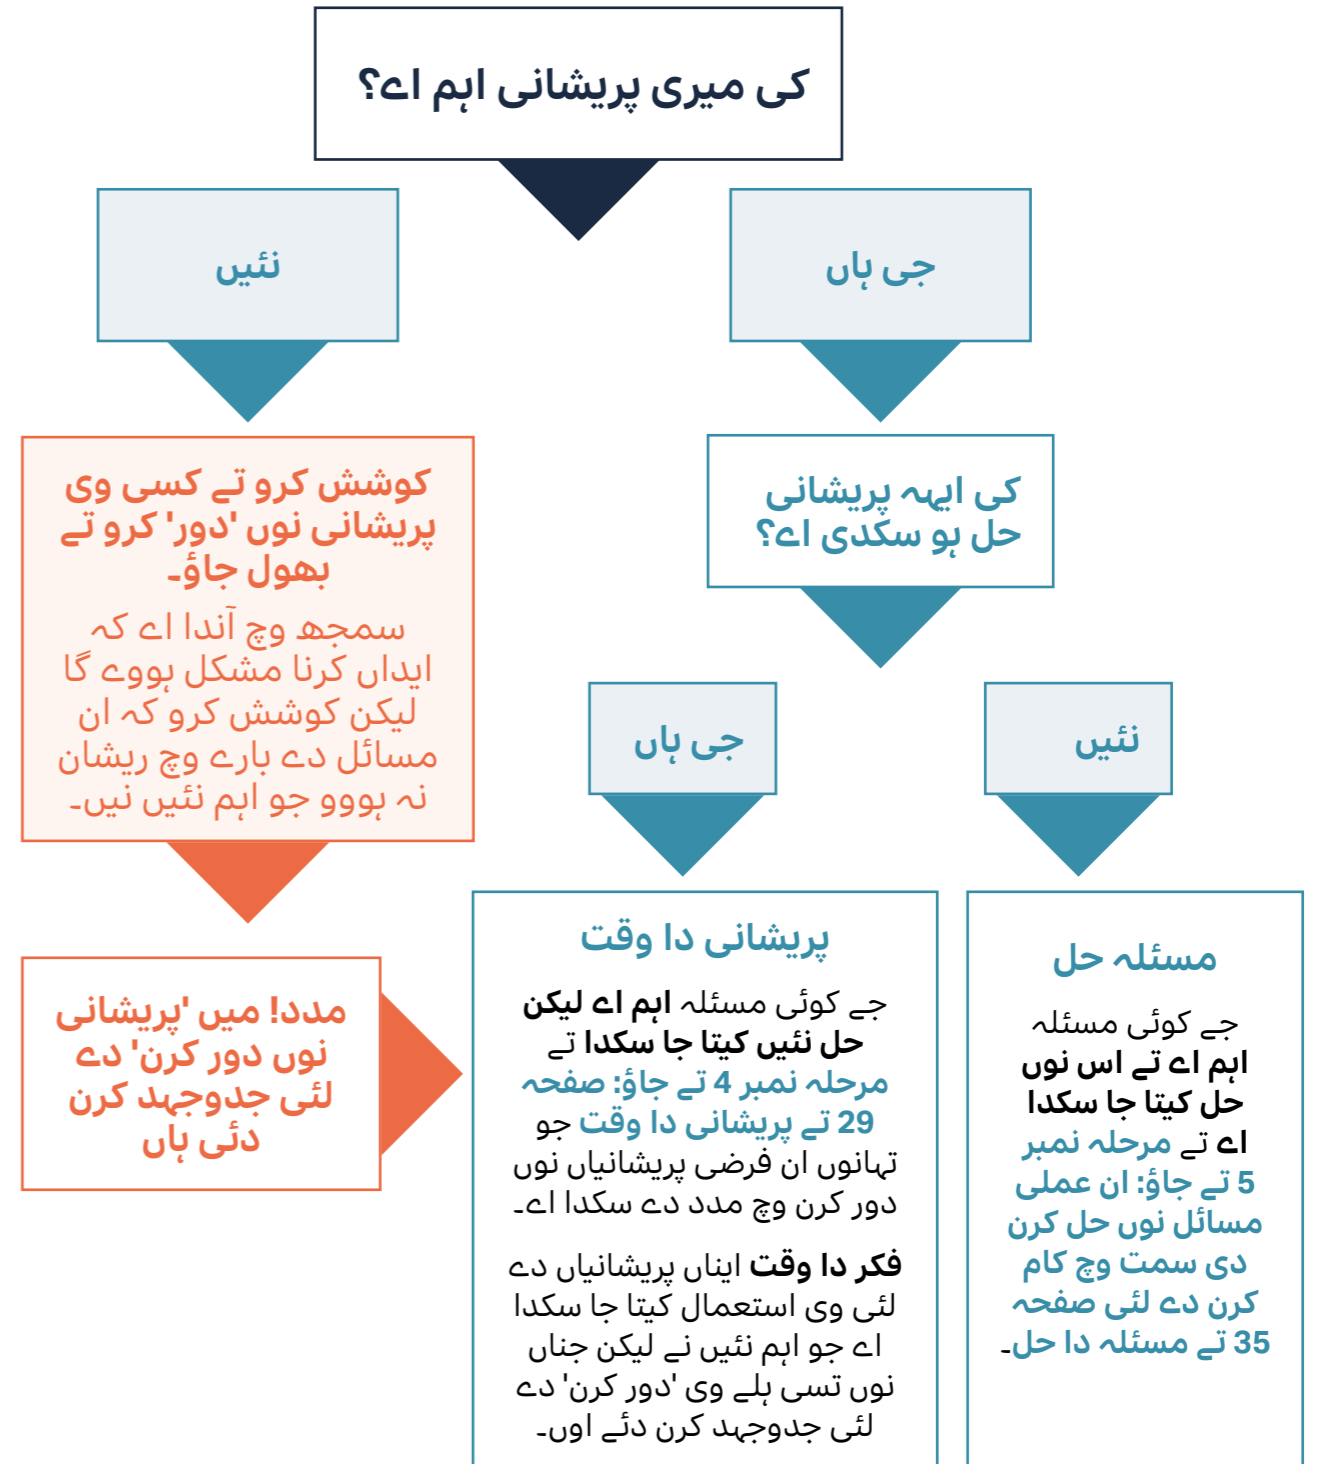 کی میری پریشانی اہم اے؟
جی ہاں
نئیں
کی ایہہ پریشانی
حل ہو سکدی اے؟
کوشش کرو تے کسی وی
پریشانی نوں 'دور' کرو تے
بھول جاؤ۔
سمجھ وچ آندا اے کہ
ایداں کرنا مشکل ہووے گا
لیکن کوشش کرو کہ ان
مسائل دے بارے وچ ریشان
نہ ہووو جو اہم نئیں نیں۔
نئیں
جی ہاں
مسئلہ حل
جے کوئی مسئلہ
اہم اے تے اس نوں
حل کیتا جا سکدا
اے تے مرحلہ نمبر
5 تے جاؤ: ان عملی
مسائل نوں حل کرن
دی سمت وچ کام
کرن دے لئی صفحہ
35 تے مسئلہ دا حل۔
پریشانی دا وقت
جے کوئی مسئلہ اہم اے لیکن
حل نئیں کیتا جا سکدا تے
مرحلہ نمبر 4 تے جاؤ: صفحہ
29 تے پریشانی دا وقت جو
تہانوں ان فرضی پریشانیاں نوں
دور کرن وچ مدد دے سکدا اے۔
فکر دا وقت ایناں پریشانیاں دے
لئی وی استعمال کیتا جا سکدا
اے جو اہم نئیں نے لیکن جناں
نوں تسی ہلے وی 'دور کرن' دے
لئی جدوجہد کرن دئے اوں۔
مدد! میں 'پریشانی
نوں دور کرن' دے
لئی جدوجہد کرن
دئی ہاں